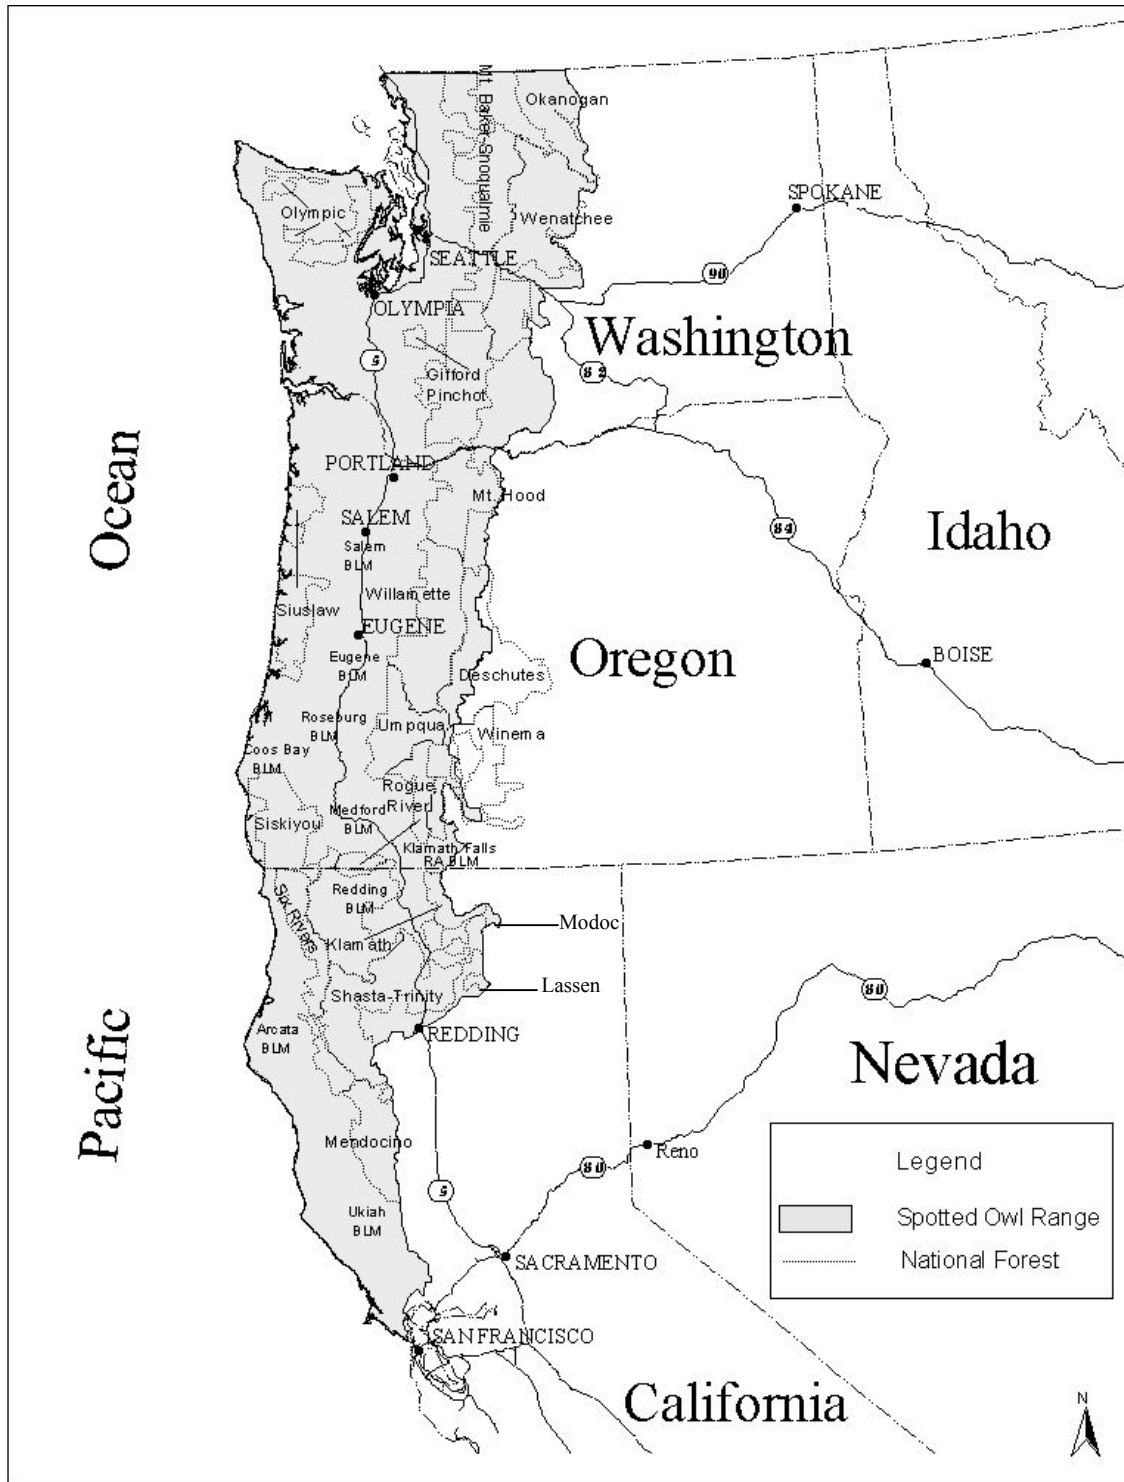 Mt. Baker-Snoqualmie
Okanogan
SPOKANE
Olympic
Wenatchee
SEATTLE
90
OLYMPIA
Washington
5
82
Gifford
Pinchot
Ocean
PORTLAND
Mt. Hood
SALEM
84
Idaho
Salem
BLM
Willamette
Siuslaw
EUGENE
Oregon
BOISE
Eugene
BLM
Deschutes
Roseburg
BLM
Umpqua
Winema
Coos Bay
BLM
Rogue
River
Medford
BLM
Siskiyou
Klamath Falls
RA BLM
Redding
BLM
Six Rivers
Modoc
Klamath
Lassen
80
Shasta-Trinity
Arcata
BLM
REDDING
Pacific
Nevada
Mendocino
Reno
80
5
Legend
Ukiah
BLM
Spotted Owl Range
National Forest
SACRAMENTO
SAN FRANCISCO
California
N